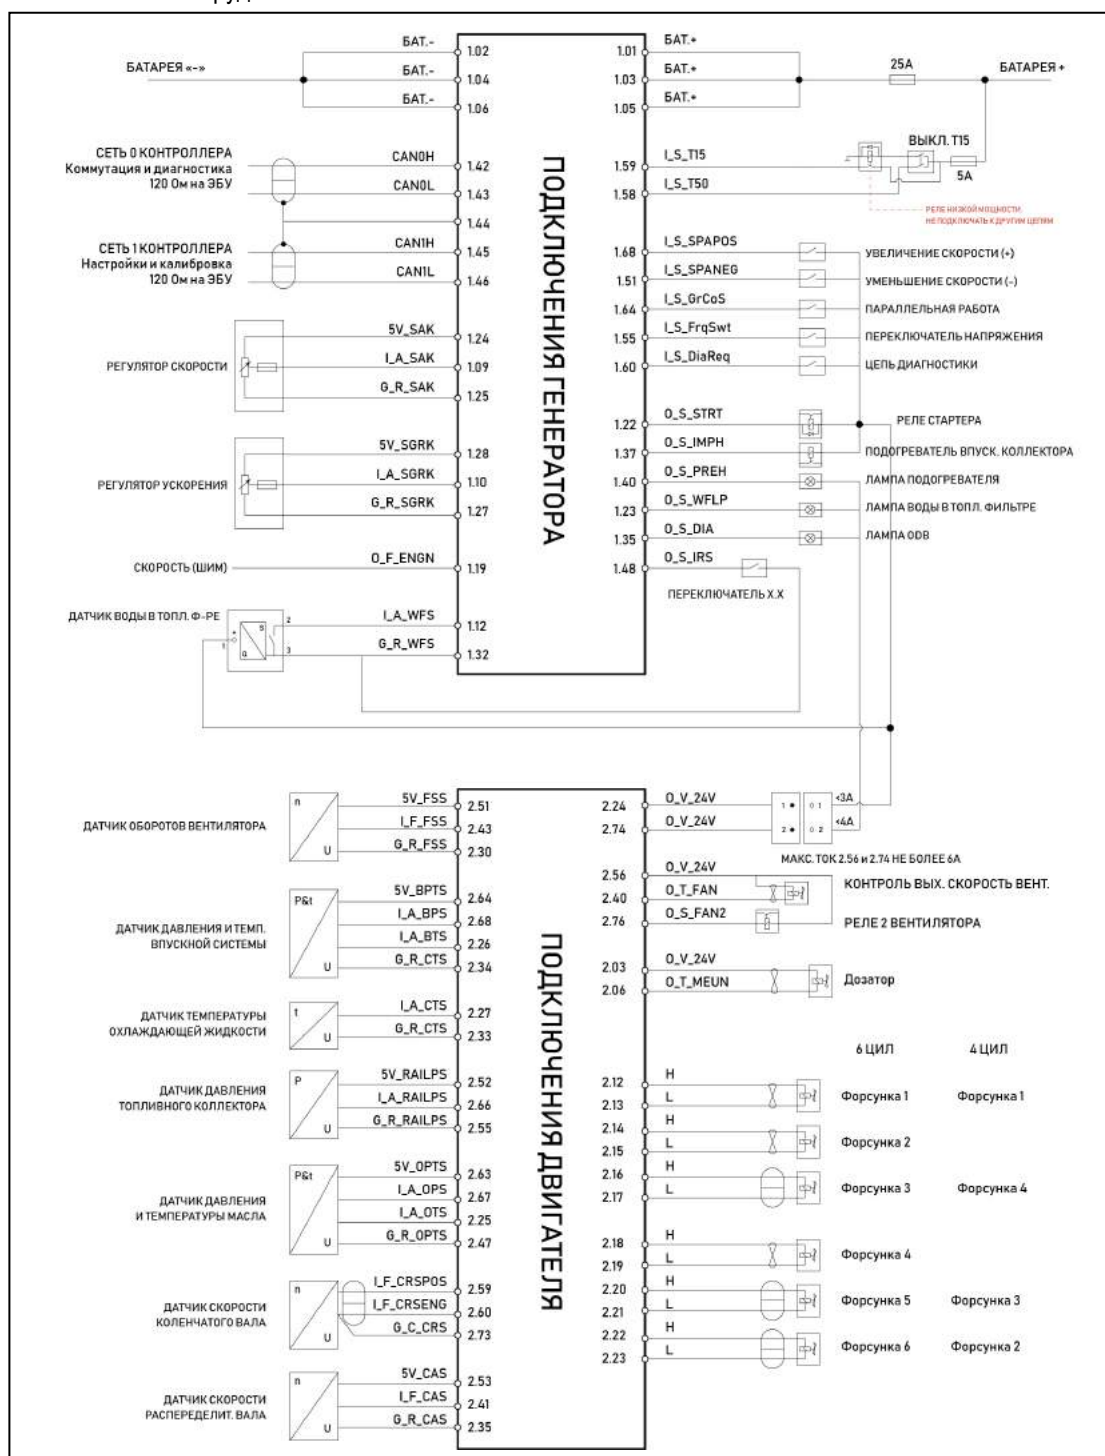 БАТАРЕЯ «-»
БАТ.- 1.02
БАТ.- 1.04
БАТ.- 1.06
СЕТЬ 0 КОНТРОЛЛЕРА
Коммутация и диагностика
120 Ом на ЭБУ
CAN0H 1.42
CAN0L 1.43
1.44
СЕТЬ 1 КОНТРОЛЛЕРА
Настройки и калибровка
120 Ом на ЭБУ
CAN1H 1.45
CAN1L 1.46
РЕГУЛЯТОР СКОРОСТИ
5V_SAK 1.24
I_A_SAK 1.09
G_R_SAK 1.25
РЕГУЛЯТОР УСКОРЕНИЯ
5V_SGRK 1.28
I_A_SGRK 1.10
G_R_SGRK 1.27
СКОРОСТЬ (ШИМ)
O_F_ENGN 1.19
ДАТЧИК ВОДЫ В ТОПЛ. Ф-РЕ
+ 1 S Q 2 3
I_A_WFS 1.12
G_R_WFS 1.32
ПОДКЛЮЧЕНИЯ ГЕНЕРАТОРА
1.01 БАТ.+
1.03 БАТ.+
1.05 БАТ.+
25А
БАТАРЕЯ +
1.59 I_S_T15
1.58 I_S_T50
ВЫКЛ. Т15
5А
РЕЛЕ НИЗКОЙ МОЩНОСТИ.
НЕ ПОДКЛЮЧАТЬ К ДРУГИМ ЦЕПЯМ
1.68 I_S_SPAPOS УВЕЛИЧЕНИЕ СКОРОСТИ (+)
1.51 I_S_SPANEG УМЕНЬШЕНИЕ СКОРОСТИ (-)
1.64 I_S_GrCoS ПАРАЛЛЕЛЬНАЯ РАБОТА
1.55 I_S_FrqSwt ПЕРЕКЛЮЧАТЕЛЬ НАПРЯЖЕНИЯ
1.60 I_S_DiaReq ЦЕПЬ ДИАГНОСТИКИ
1.22 O_S_STRT РЕЛЕ СТАРТЕРА
1.37 O_S_IMPH ПОДОГРЕВАТЕЛЬ ВПУСК. КОЛЛЕКТОРА
1.40 O_S_PREH ЛАМПА ПОДОГРЕВАТЕЛЯ
1.23 O_S_WFLP ЛАМПА ВОДЫ В ТОПЛ. ФИЛЬТРЕ
1.35 O_S_DIA ЛАМПА ODB
1.48 O_S_IRS
ПЕРЕКЛЮЧАТЕЛЬ Х.Х
ДАТЧИК ОБОРОТОВ ВЕНТИЛЯТОРА
n U
5V_FSS 2.51
I_F_FSS 2.43
G_R_FSS 2.30
ДАТЧИК ДАВЛЕНИЯ И ТЕМП.
ВПУСКНОЙ СИСТЕМЫ
P&t U
5V_BPTS 2.64
I_A_BPS 2.68
I_A_BTS 2.26
G_R_CTS 2.34
ДАТЧИК ТЕМПЕРАТУРЫ
ОХЛАЖДАЮЩЕЙ ЖИДКОСТИ
t U
I_A_CTS 2.27
G_R_CTS 2.33
ДАТЧИК ДАВЛЕНИЯ
ТОПЛИВНОГО КОЛЛЕКТОРА
P U
5V_RAILPS 2.52
I_A_RAILPS 2.66
G_R_RAILPS 2.55
ДАТЧИК ДАВЛЕНИЯ
И ТЕМПЕРАТУРЫ МАСЛА
P&t U
5V_OPTS 2.63
I_A_OPS 2.67
I_A_OTS 2.25
G_R_OPTS 2.47
ДАТЧИК СКОРОСТИ
КОЛЕНЧАТОГО ВАЛА
n U
I_F_CRSPOS 2.59
I_F_CRSENG 2.60
G_C_CRS 2.73
ДАТЧИК СКОРОСТИ
РАСПЕРЕДЕЛИТ. ВАЛА
n U
5V_CAS 2.53
I_F_CAS 2.41
G_R_CAS 2.35
ПОДКЛЮЧЕНИЯ ДВИГАТЕЛЯ
2.24 O_V_24V 1 0 1 <3A
2.74 O_V_24V 2 0 2 <4A
МАКС. ТОК 2.56 и 2.74 НЕ БОЛЕЕ 6А
2.56 O_V_24V
2.40 O_T_FAN КОНТРОЛЬ ВЫХ. СКОРОСТЬ ВЕНТ.
2.76 O_S_FAN2 РЕЛЕ 2 ВЕНТИЛЯТОРА
2.03 O_V_24V
2.06 O_T_MEUN Дозатор
6 ЦИЛ 4 ЦИЛ
2.12 H
2.13 L Форсунка 1 Форсунка 1
2.14 H
2.15 L Форсунка 2
2.16 H
2.17 L Форсунка 3 Форсунка 4
2.18 H
2.19 L Форсунка 4
2.20 H
2.21 L Форсунка 5 Форсунка 3
2.22 H
2.23 L Форсунка 6 Форсунка 2